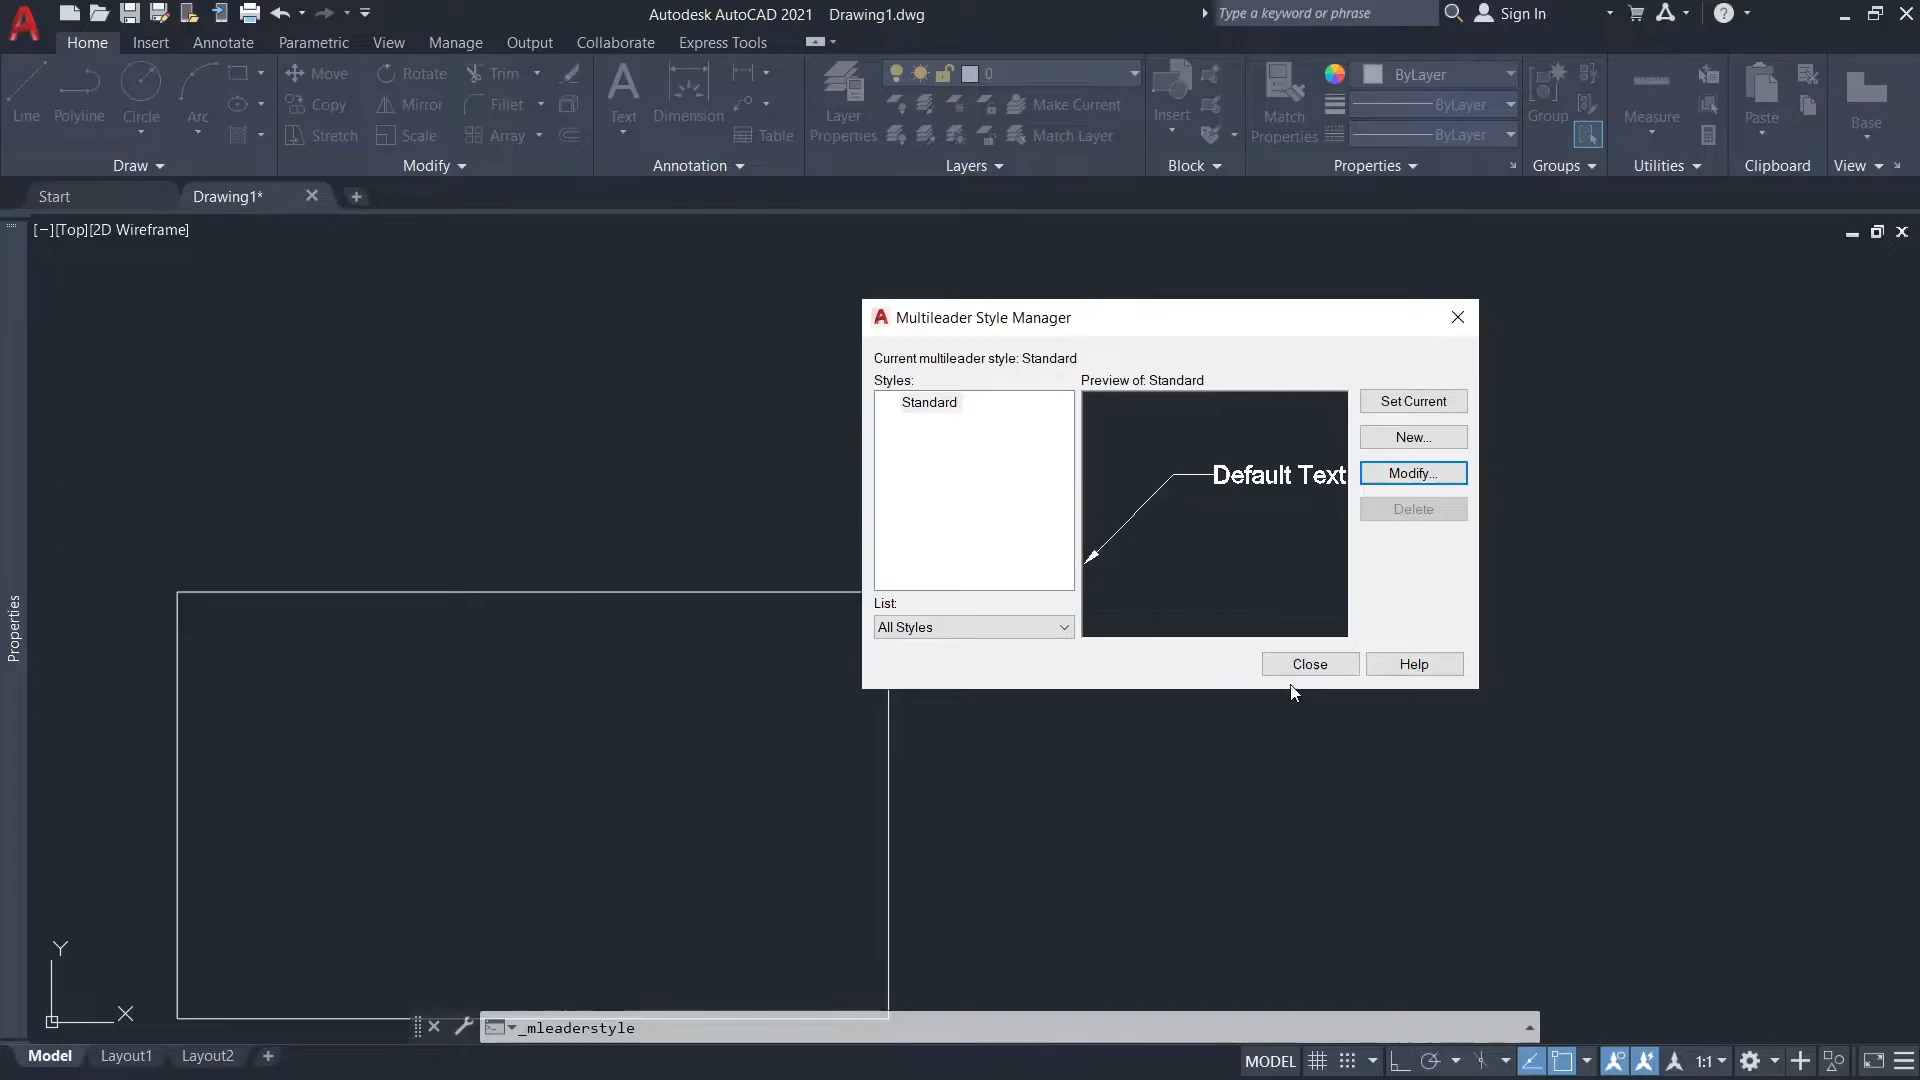 Autodesk AutoCAD 2021 Drawing1.dwg
Type a keyword or phrase
Sign In
Home Insert Annotate Parametric View Manage Output Collaborate Express Tools
Line Polyline Circle Arc
Draw
Move Rotate Trim
Copy Mirror Fillet
Stretch Scale Array
Modify
Text Dimension Table
Annotation
Layer Properties
0
Make Current
Match Layer
Layers
Insert
Block
Match Properties
ByLayer
ByLayer
ByLayer
Properties
Group
Groups
Measure
Utilities
Paste
Clipboard
Base
View
Start Drawing1*
[−][Top][2D Wireframe]
Properties
Multileader Style Manager
Current multileader style: Standard
Styles: Preview of: Standard
Standard
Default Text
Set Current
New...
Modify...
Delete
List:
All Styles
Close Help
Y
X
_mleaderstyle
Model Layout1 Layout2
MODEL 1:1